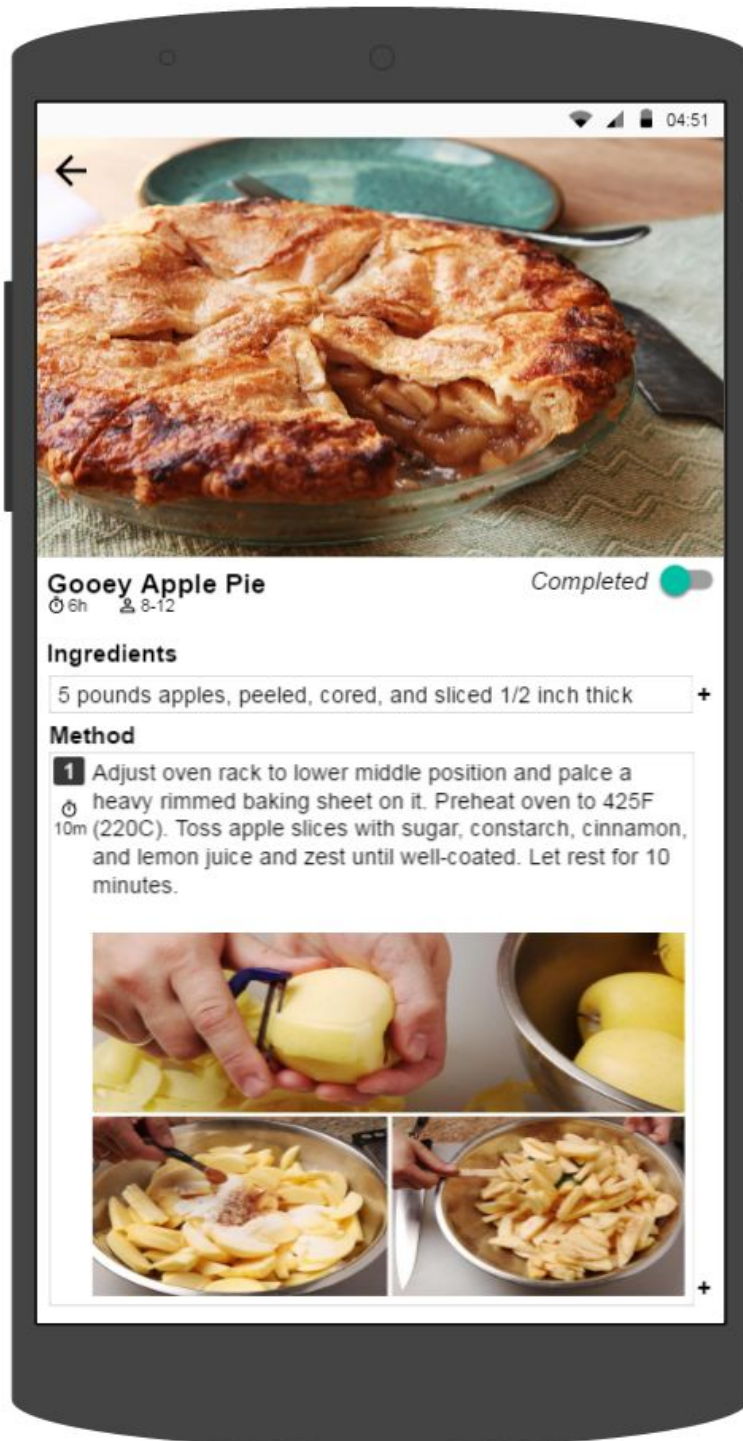 04:51
Gooey Apple Pie
Completed
6h 8-12
Ingredients
5 pounds apples, peeled, cored, and sliced 1/2 inch thick +
Method
1 Adjust oven rack to lower middle position and palce a
heavy rimmed baking sheet on it. Preheat oven to 425F
10m (220C). Toss apple slices with sugar, constarch, cinnamon,
and lemon juice and zest until well-coated. Let rest for 10
minutes.
+